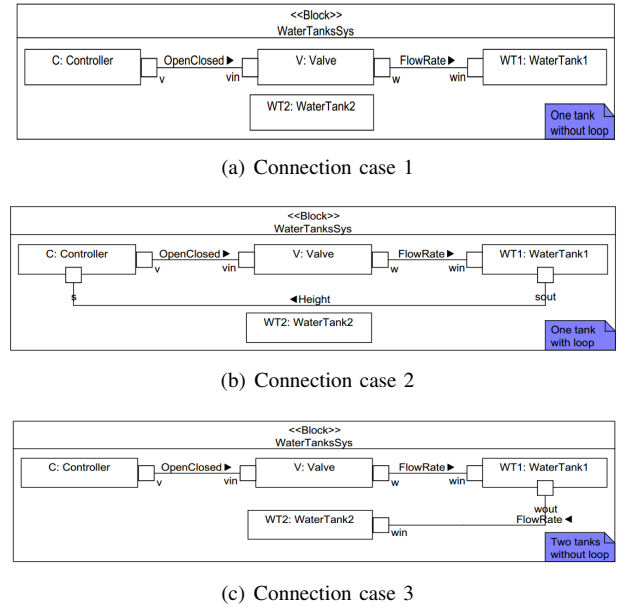 <<Block>>
WaterTanksSys
C: Controller
OpenClosed ▶
V: Valve
FlowRate ▶
WT1: WaterTank1
v
vin
w
win
WT2: WaterTank2
One tank
without loop
(a) Connection case 1
<<Block>>
WaterTanksSys
C: Controller
OpenClosed ▶
V: Valve
FlowRate ▶
WT1: WaterTank1
v
vin
w
win
s
◀Height
sout
WT2: WaterTank2
One tank
with loop
(b) Connection case 2
<<Block>>
WaterTanksSys
C: Controller
OpenClosed ▶
V: Valve
FlowRate ▶
WT1: WaterTank1
v
vin
w
win
wout
WT2: WaterTank2
FlowRate ◀
win
Two tanks
without loop
(c) Connection case 3